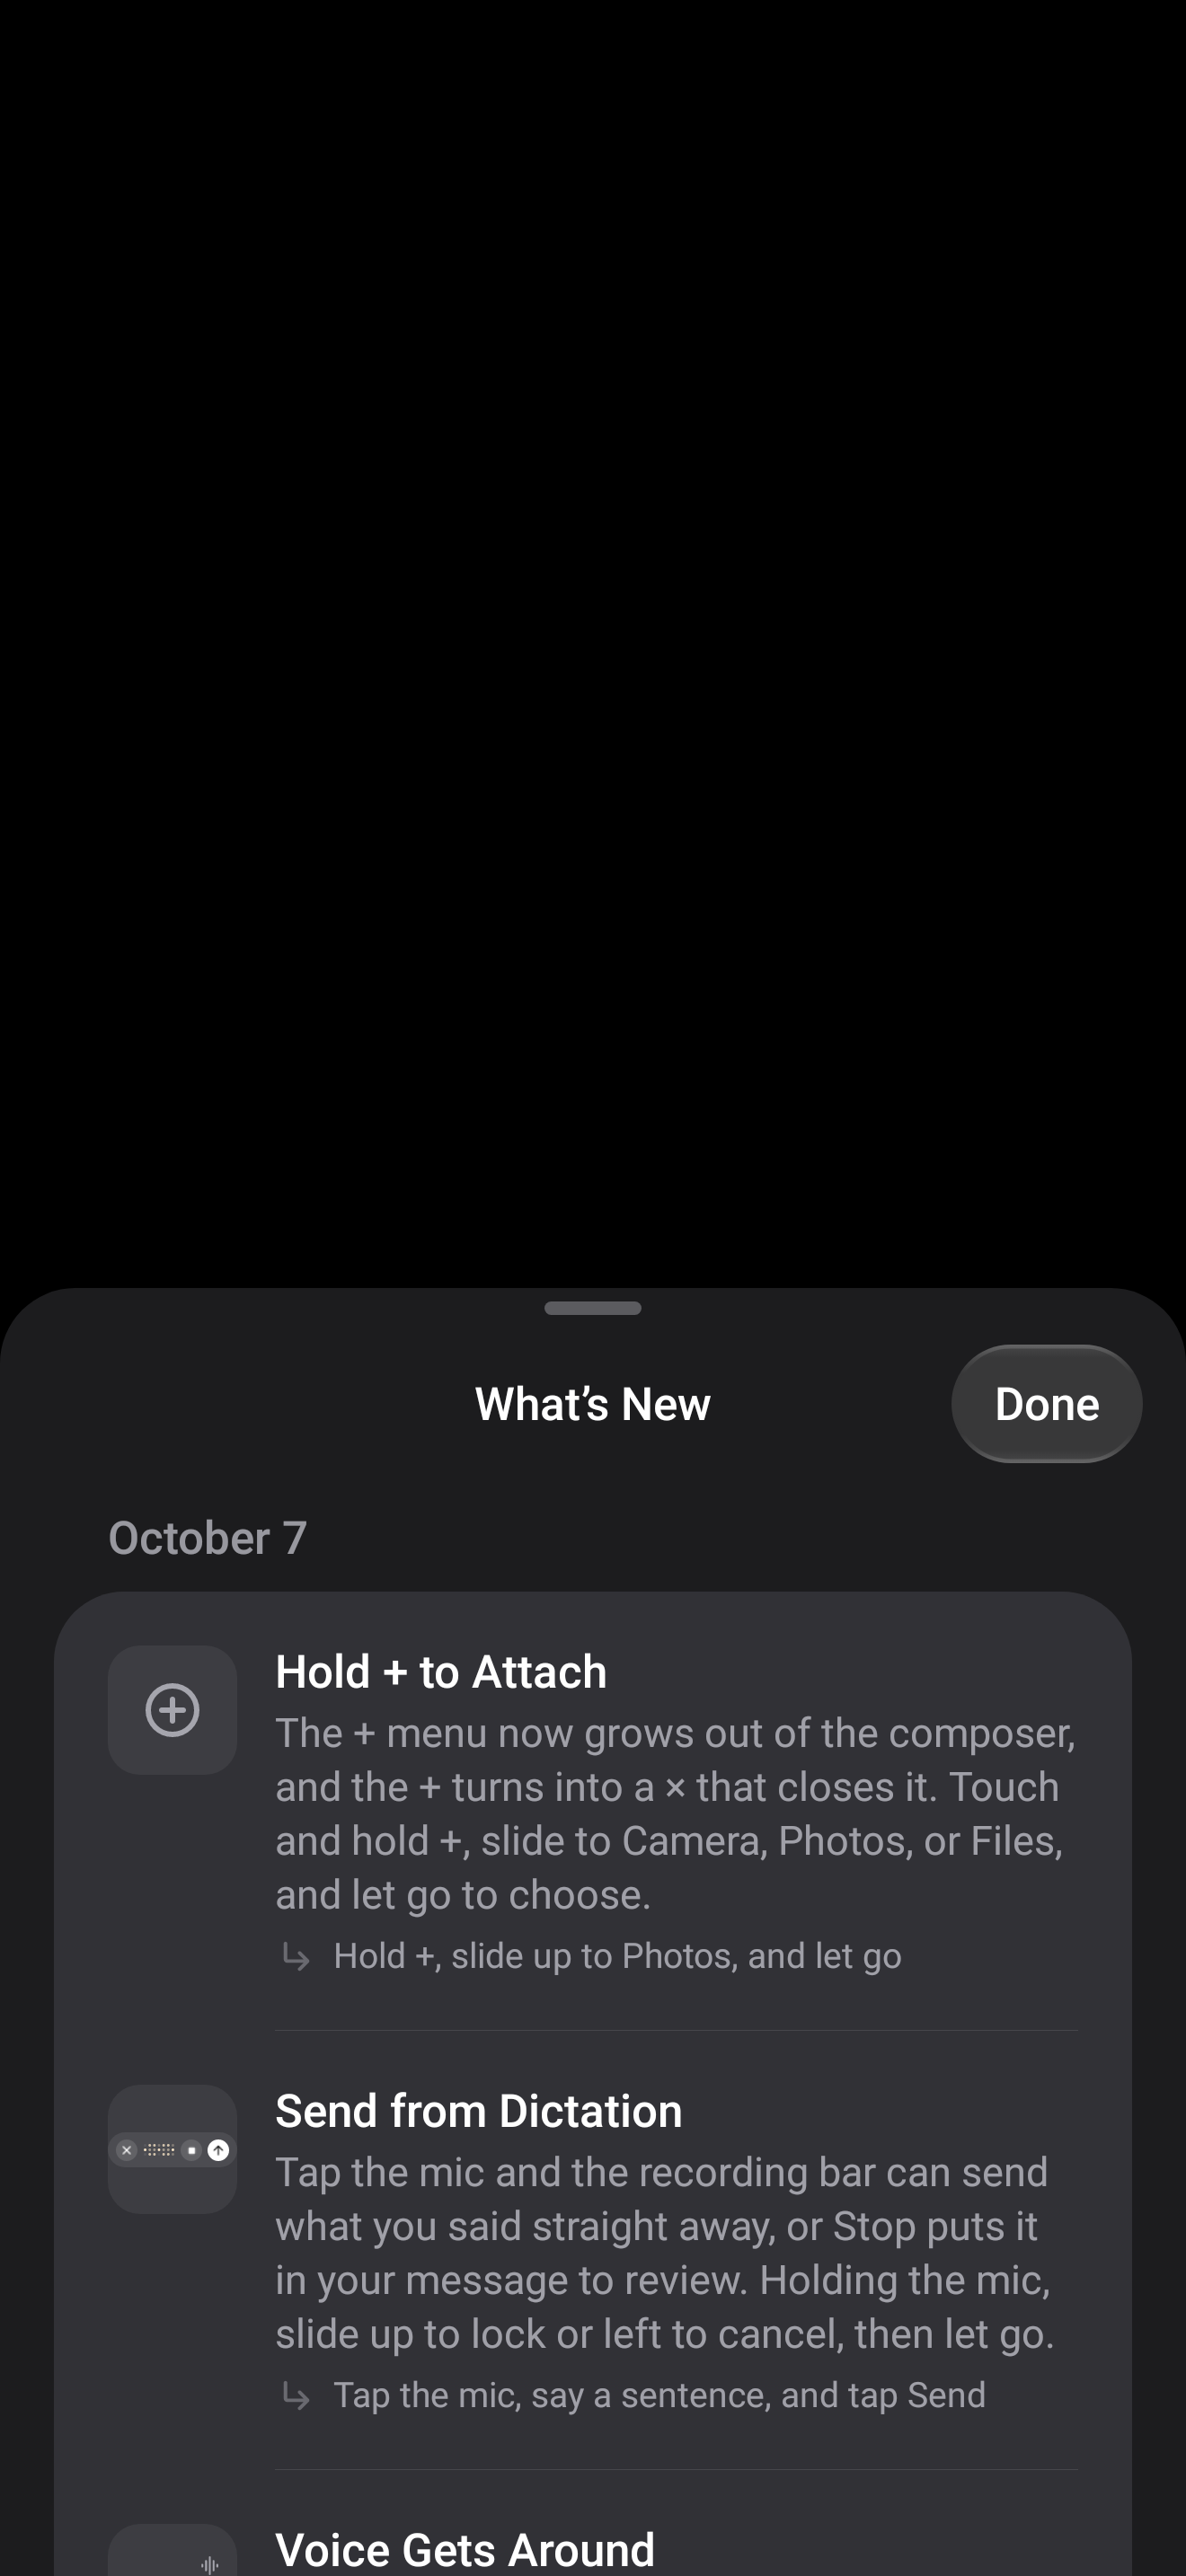 What’s New
Done
October 7
Hold + to Attach
The + menu now grows out of the composer,
and the + turns into a × that closes it. Touch
and hold +, slide to Camera, Photos, or Files,
and let go to choose.
Hold +, slide up to Photos, and let go
Send from Dictation
Tap the mic and the recording bar can send
what you said straight away, or Stop puts it
in your message to review. Holding the mic,
slide up to lock or left to cancel, then let go.
Tap the mic, say a sentence, and tap Send
Voice Gets Around